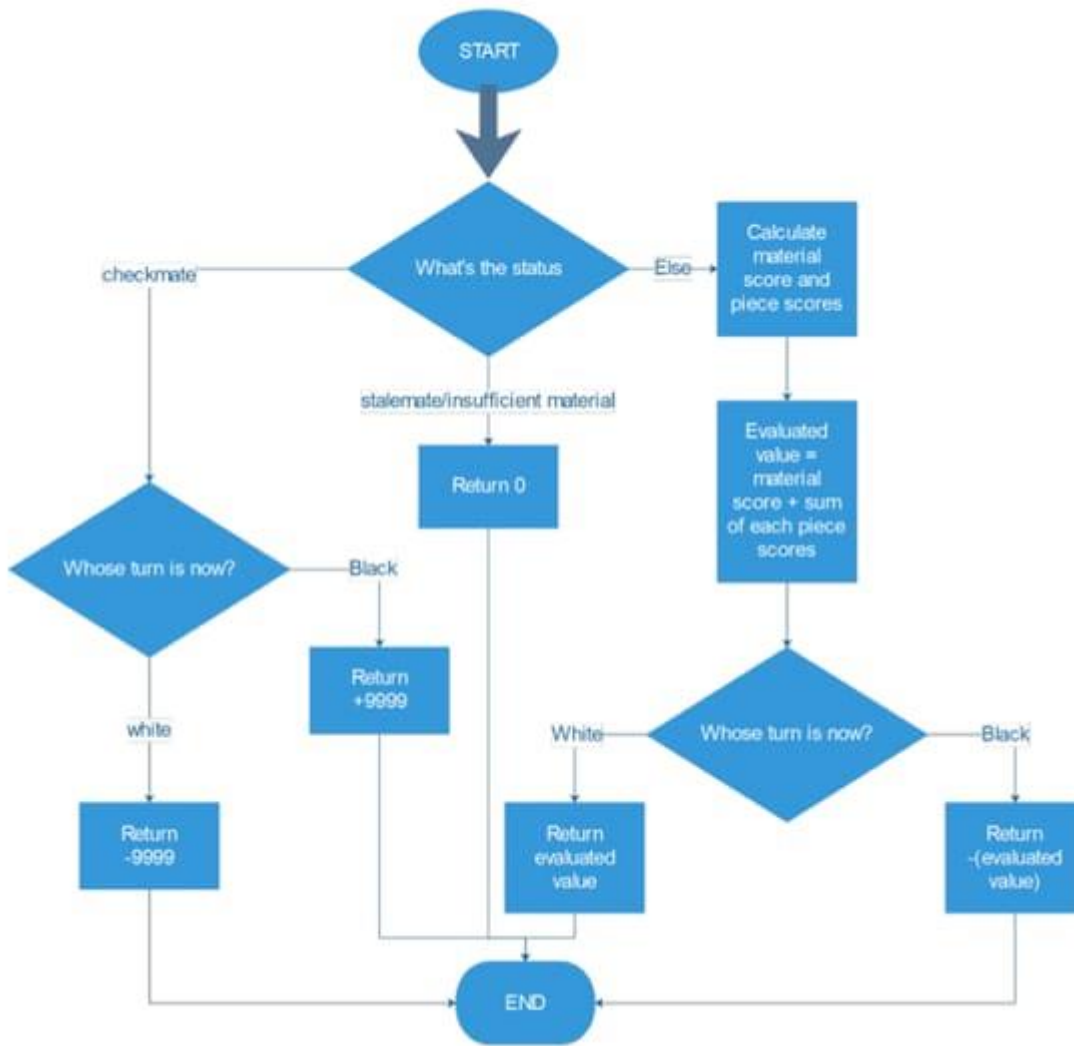 START
What's the status
checkmate
Else
Calculate
material
score and
piece scores
stalemate/insufficient material
Return 0
Evaluated
value =
material
score + sum
of each piece
scores
Whose turn is now?
Black
Return
+9999
white
Return
-9999
Whose turn is now?
White
Black
Return
evaluated
value
Return
-(evaluated
value)
END